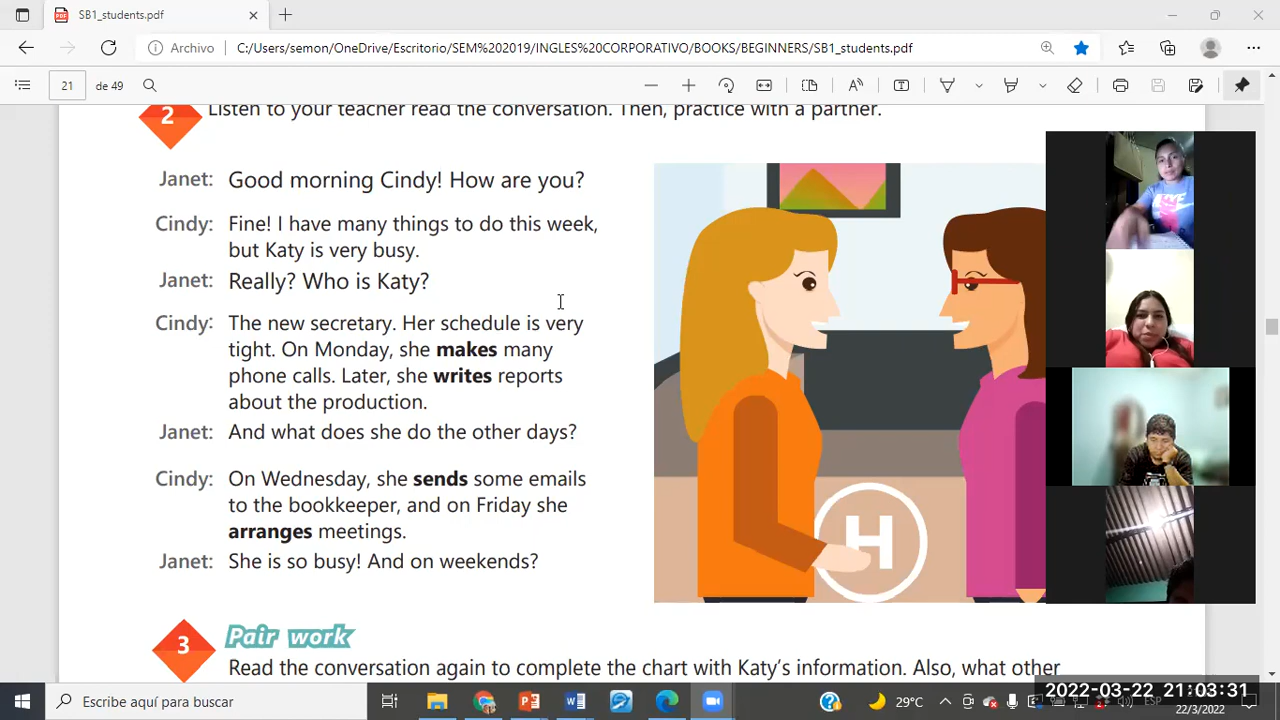 SB1_students.pdf
Archivo
C:/Users/semon/OneDrive/Escritorio/SEM%202019/INGLES%20CORPORATIVO/BOOKS/BEGINNERS/SB1_students.pdf
21 de 49
2 Listen to your teacher read the conversation. Then, practice with a partner.
Janet: Good morning Cindy! How are you?
Cindy: Fine! I have many things to do this week,
but Katy is very busy.
Janet: Really? Who is Katy?
Cindy: The new secretary. Her schedule is very
tight. On Monday, she makes many
phone calls. Later, she writes reports
about the production.
Janet: And what does she do the other days?
Cindy: On Wednesday, she sends some emails
to the bookkeeper, and on Friday she
arranges meetings.
Janet: She is so busy! And on weekends?
H
3 Pair work
Read the conversation again to complete the chart with Katy's information. Also, what other
Escribe aquí para buscar
29°C
ESP
2022-03-22 21:03:31
22/3/2022